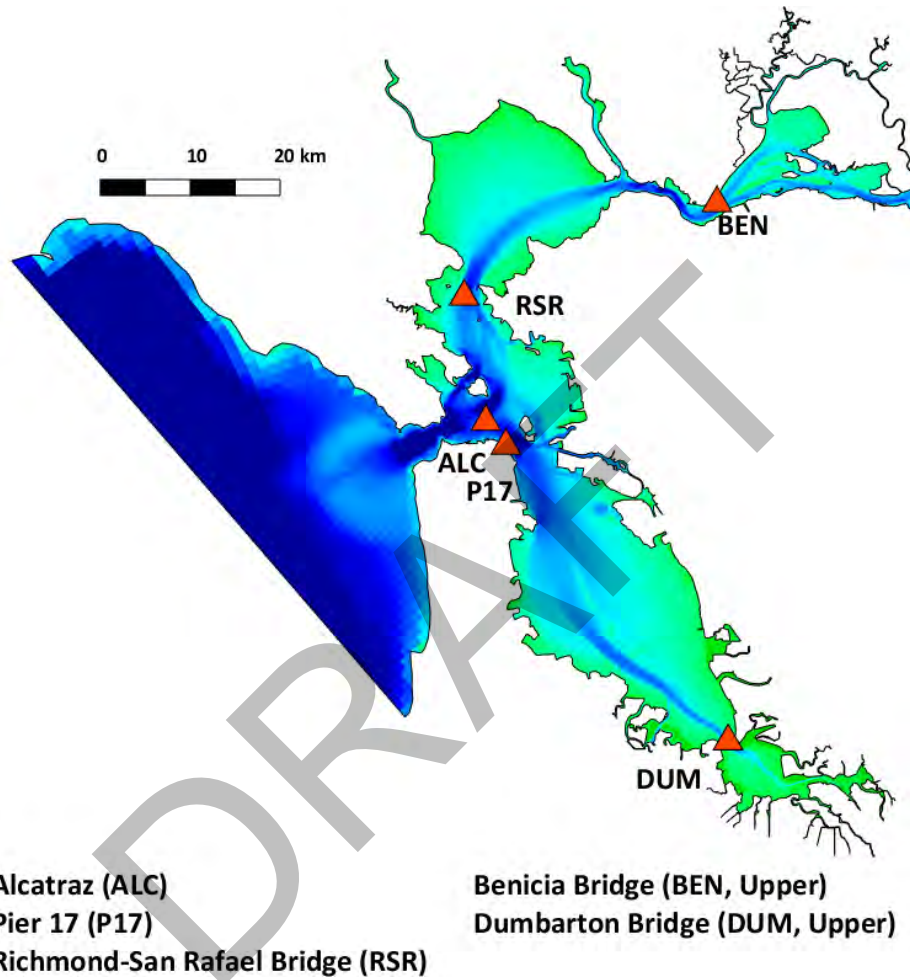 0 10 20 km
BEN
RSR
ALC
P17
DUM
DRAFT
Alcatraz (ALC)
Pier 17 (P17)
Richmond-San Rafael Bridge (RSR)
Benicia Bridge (BEN, Upper)
Dumbarton Bridge (DUM, Upper)